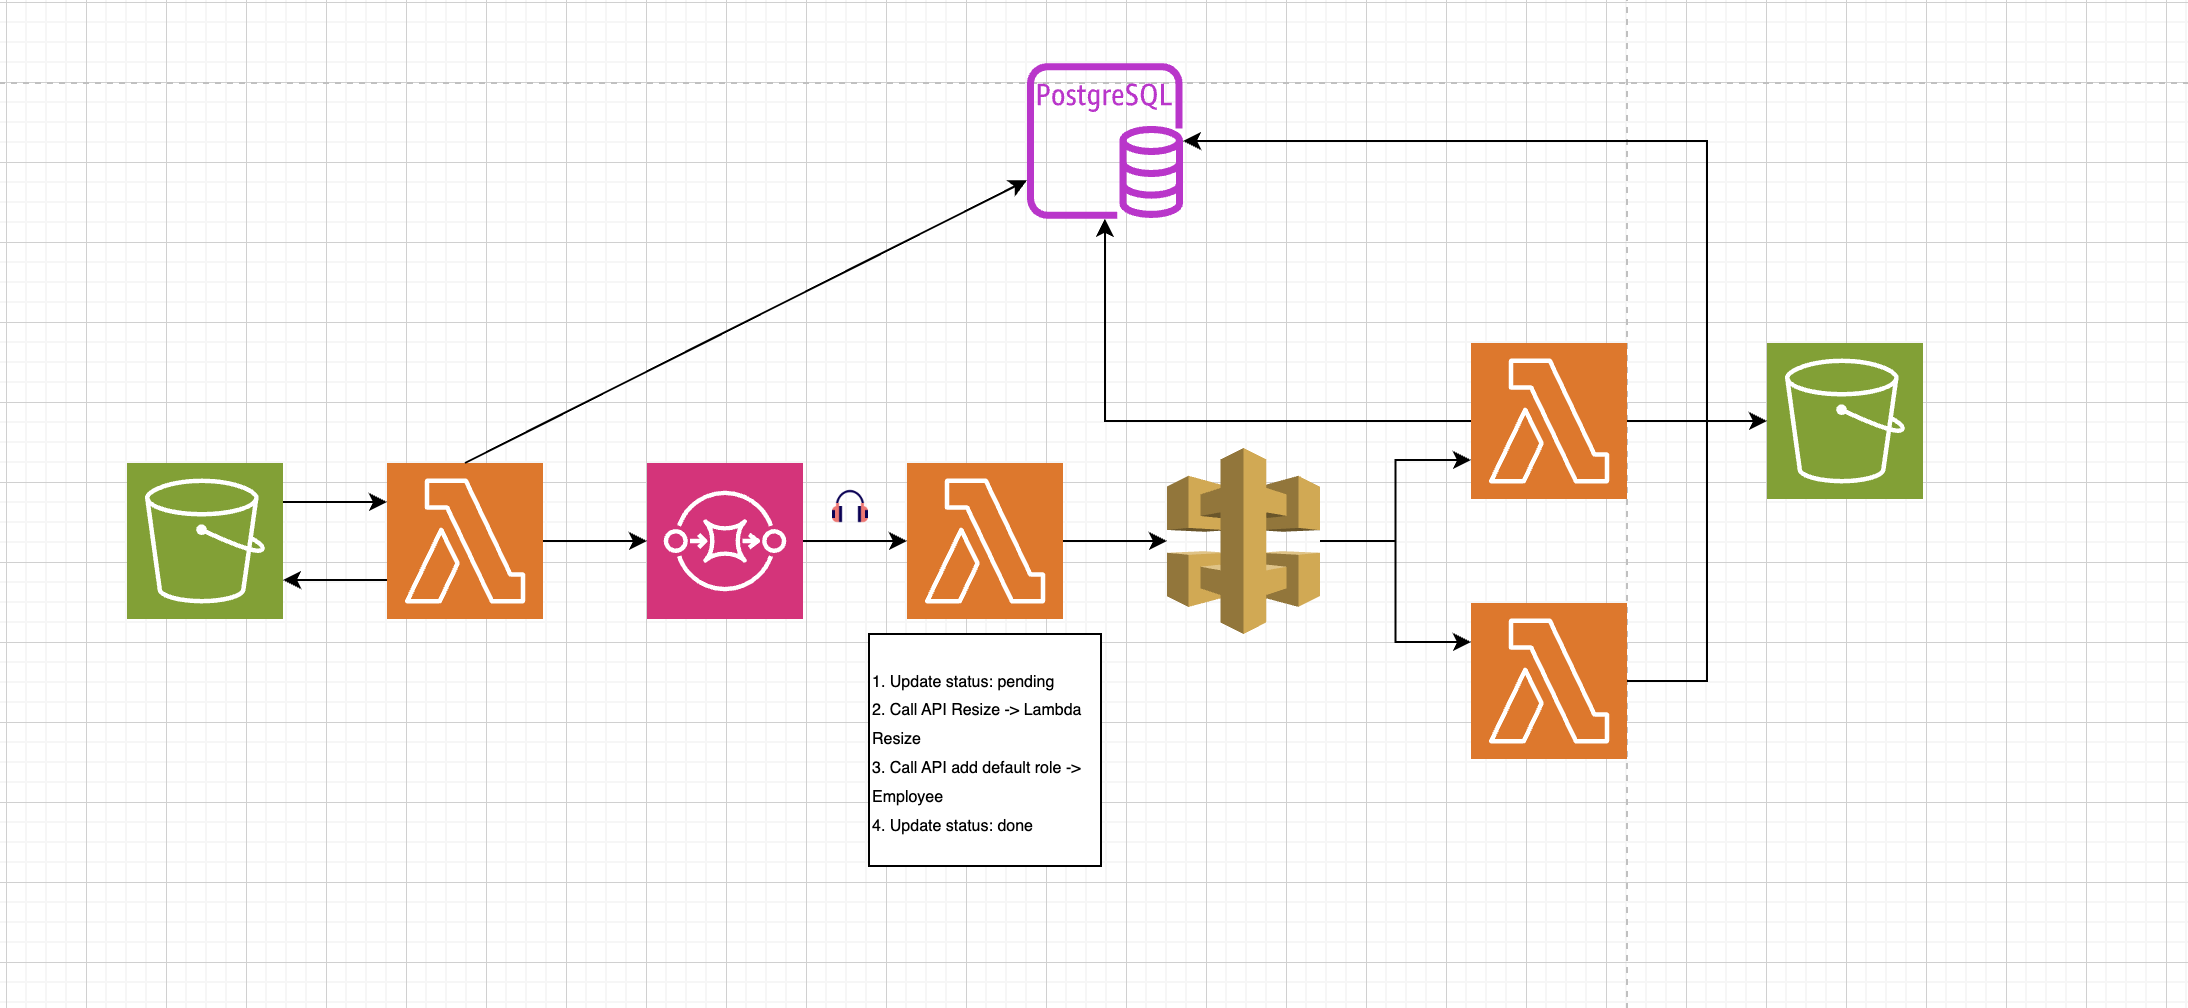 PostgreSQL
1. Update status: pending
2. Call API Resize -> Lambda
Resize
3. Call API add default role ->
Employee
4. Update status: done